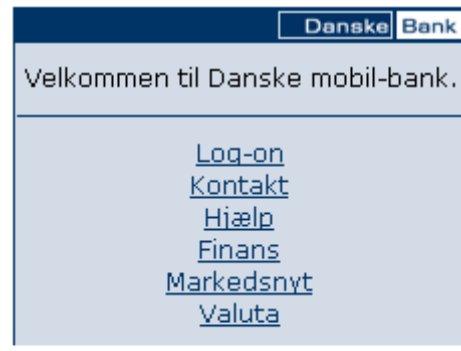 Danske Bank
Velkommen til Danske mobil-bank.
Log-on
Kontakt
Hjælp
Finans
Markedsnyt
Valuta